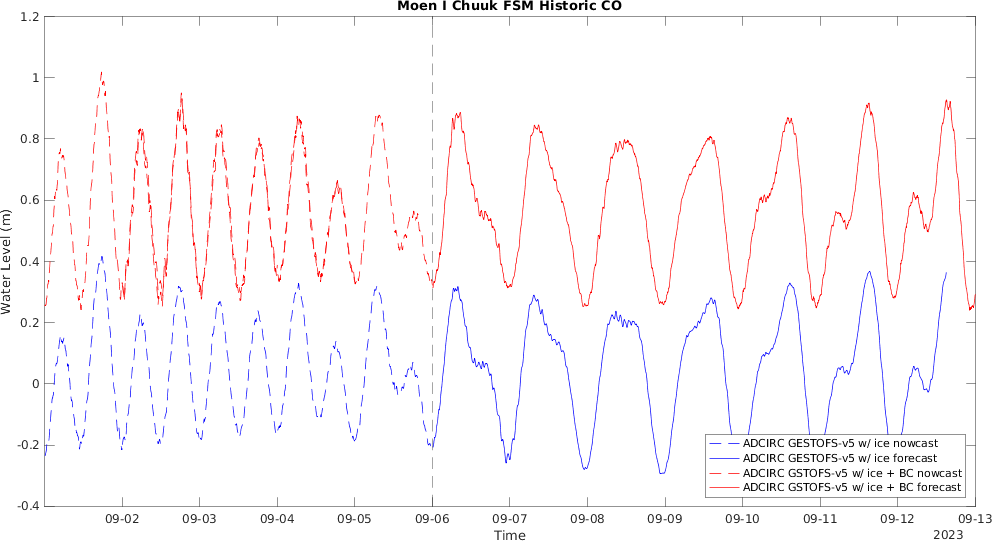 Moen I Chuuk FSM Historic CO
1.2
1
0.8
0.6
0.4
0.2
0
-0.2
-0.4
Water Level (m)
ADCIRC GESTOFS-v5 w/ ice nowcast
ADCIRC GESTOFS-v5 w/ ice forecast
ADCIRC GSTOFS-v5 w/ ice + BC nowcast
ADCIRC GSTOFS-v5 w/ ice + BC forecast
09-02 09-03 09-04 09-05 09-06 09-07 09-08 09-09 09-10 09-11 09-12 09-13
Time
2023